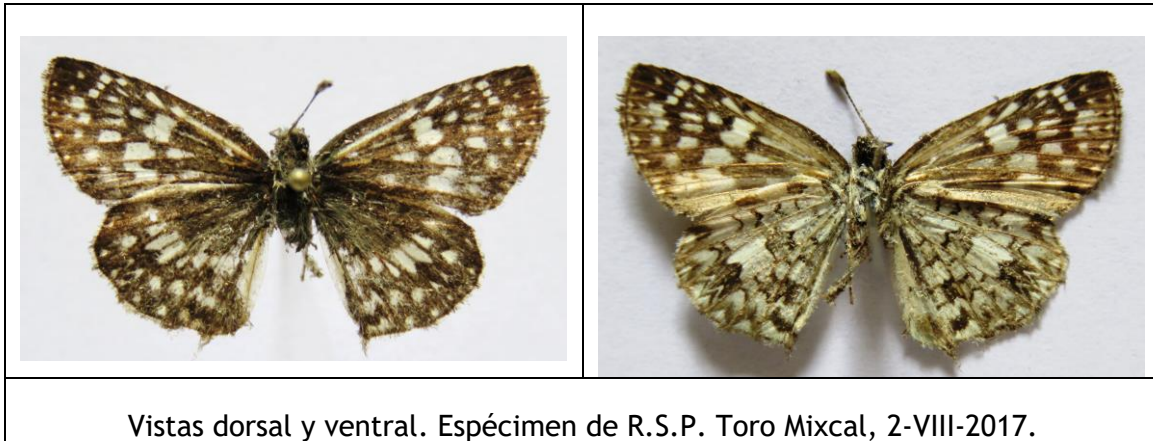 Vistas dorsal y ventral. Espécimen de R.S.P. Toro Mixcal, 2-VIII-2017.